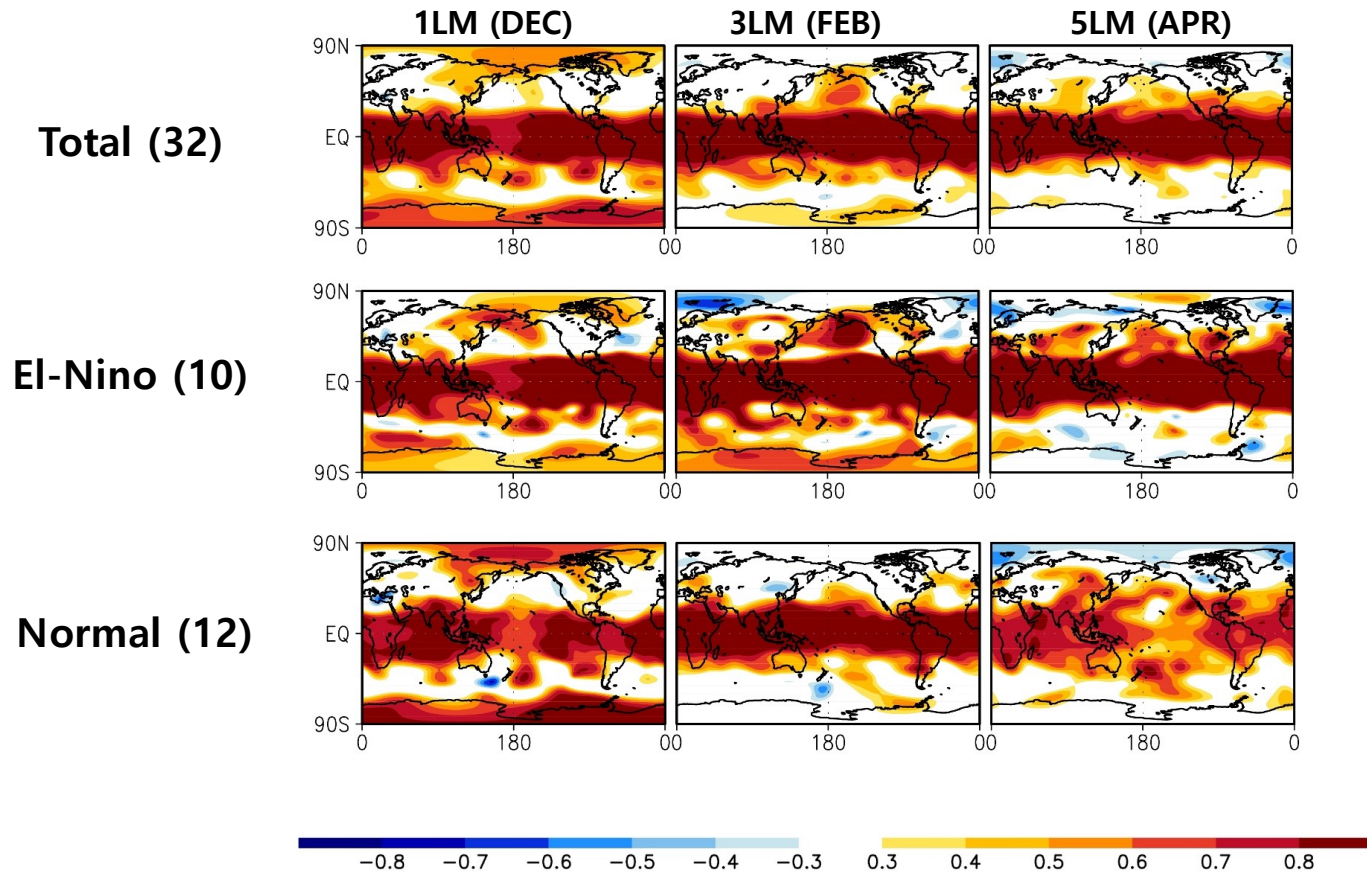 1LM (DEC) 3LM (FEB) 5LM (APR)
Total (32)
90N
EQ
90S
0 180 00 180 00 180 0
El-Nino (10)
90N
EQ
90S
0 180 00 180 00 180 0
Normal (12)
90N
EQ
90S
0 180 00 180 00 180 0
−0.8 −0.7 −0.6 −0.5 −0.4 −0.3 0.3 0.4 0.5 0.6 0.7 0.8